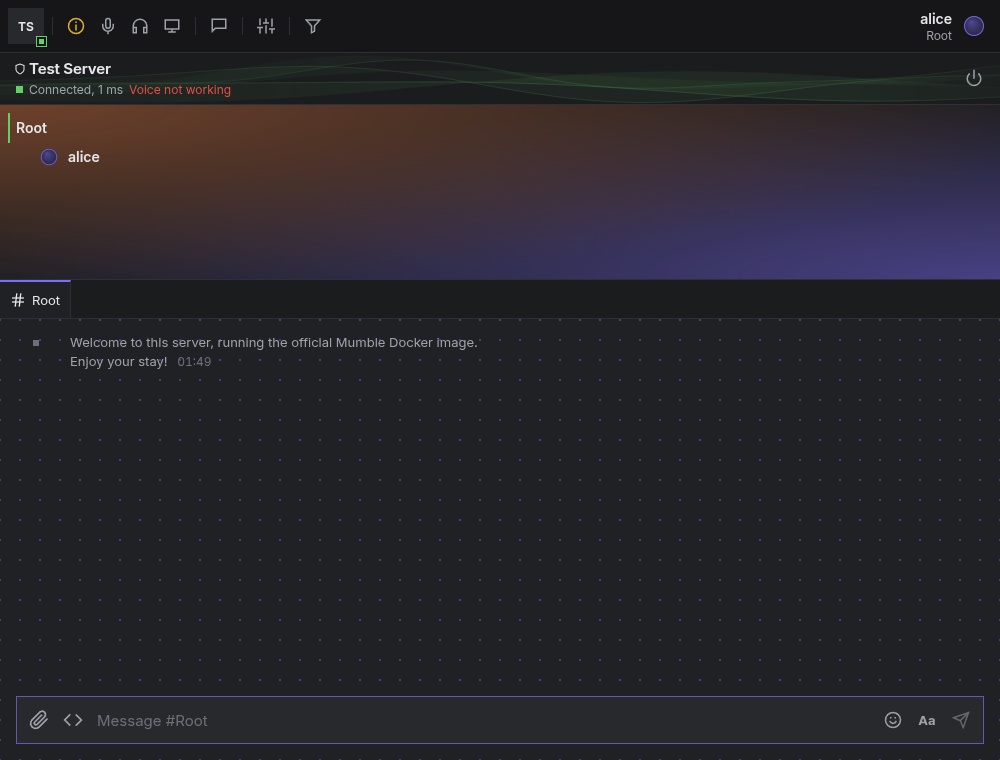 TS
alice
Root
Test Server
Connected, 1 ms Voice not working
Root
alice
Root
Welcome to this server, running the official Mumble Docker image.
Enjoy your stay! 01:49
Message #Root
Aa